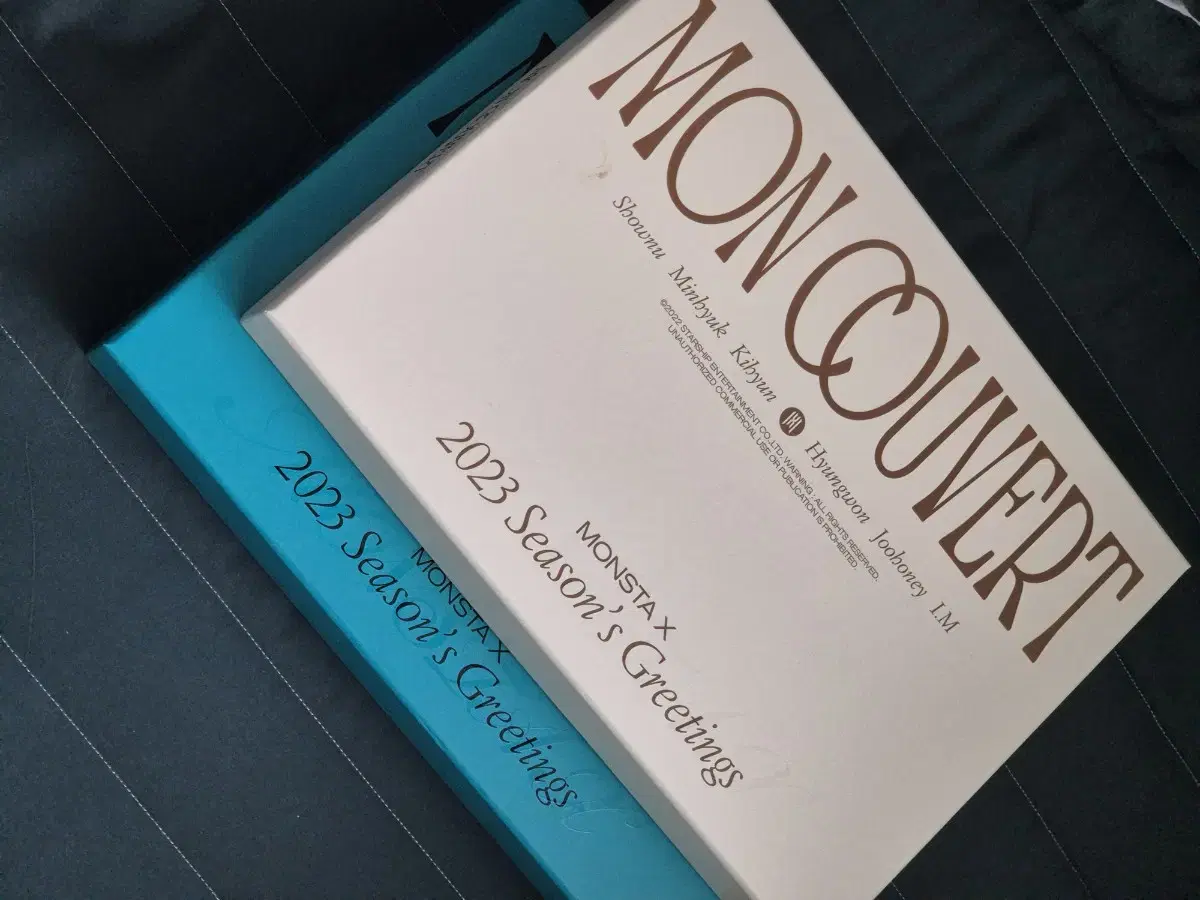 MON COUVERT
Shownu Minhyuk Kihyun Hyungwon Jooheney I.M
©2022 STARSHIP ENTERTAINMENT CO.,LTD. WARNING : ALL RIGHTS RESERVED.
UNAUTHORIZED COMMERCIAL USE OR PUBLICATION IS PROHIBITED.
MONSTA X
2023 Season's Greetings
MONSTA X
2023 Season's Greetings